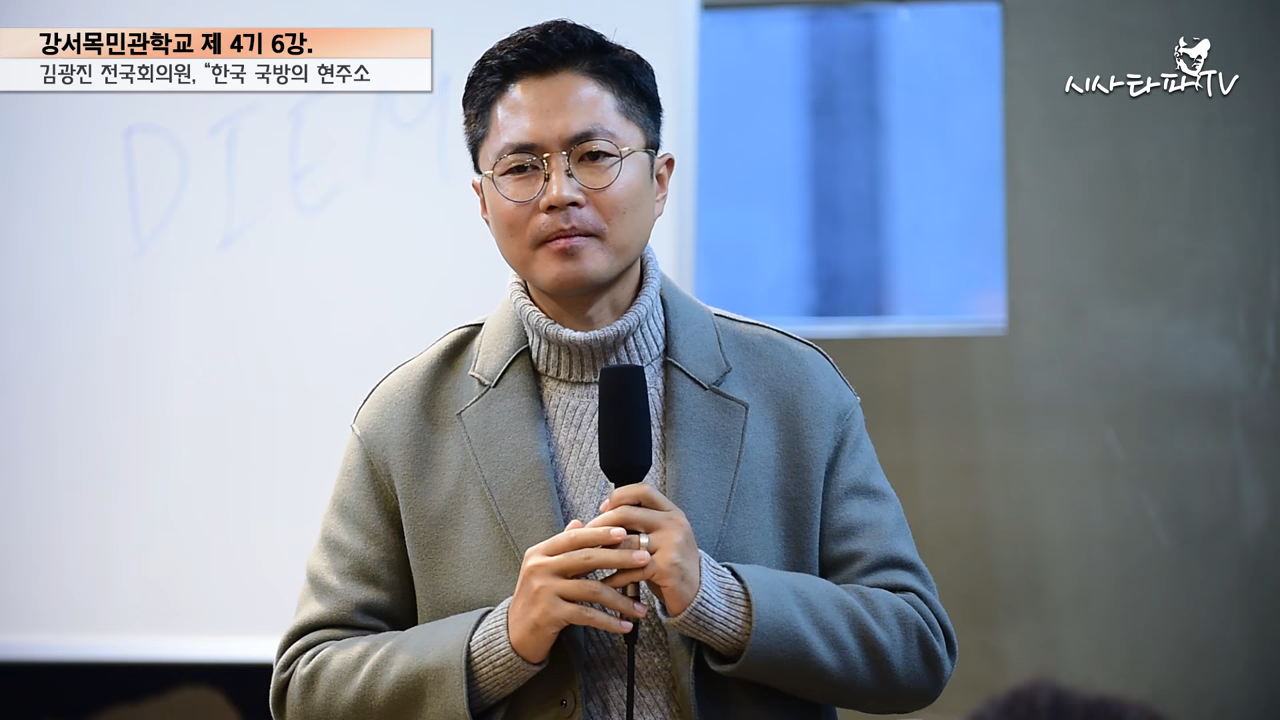 강서목민관학교 제 4기 6강.
김광진 전국회의원, “한국 국방의 현주소
시사타파TV
DIEM